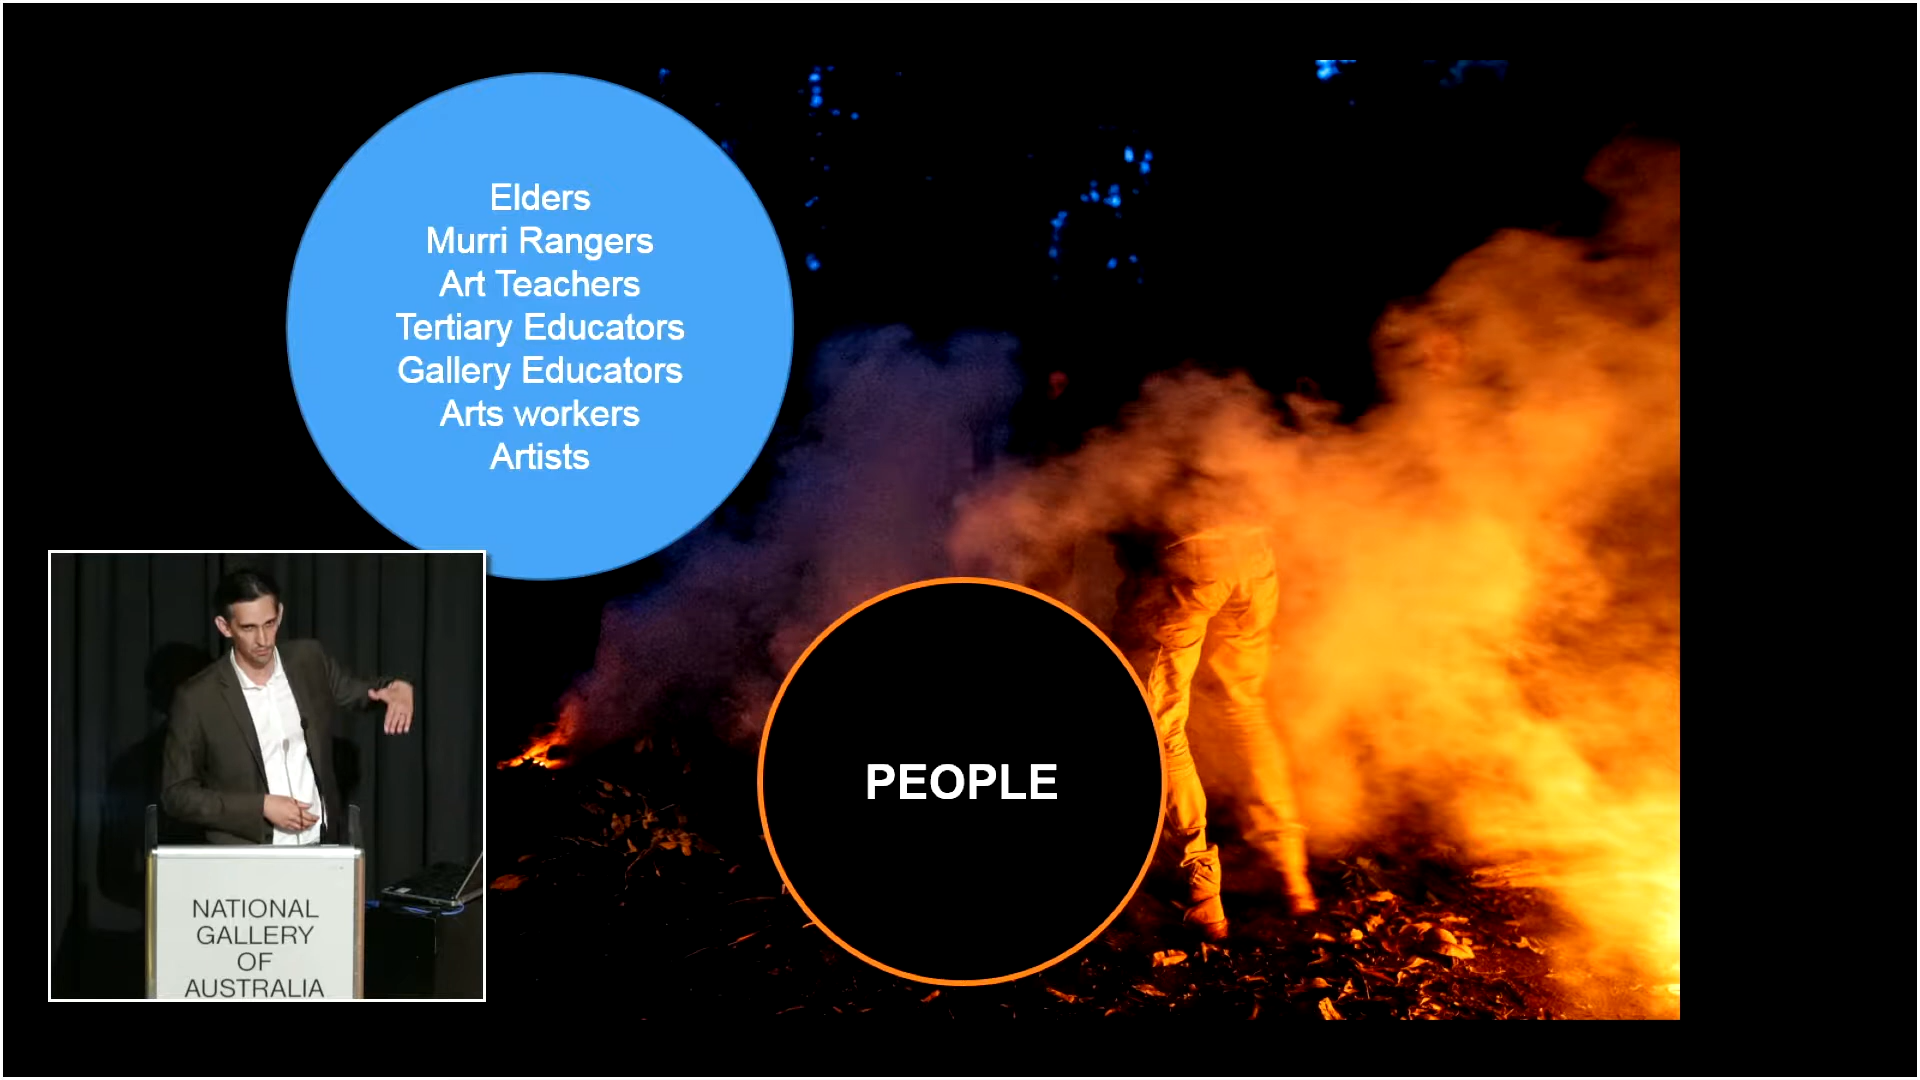 Elders
Murri Rangers
Art Teachers
Tertiary Educators
Gallery Educators
Arts workers
Artists
PEOPLE
NATIONAL
GALLERY
OF
AUSTRALIA